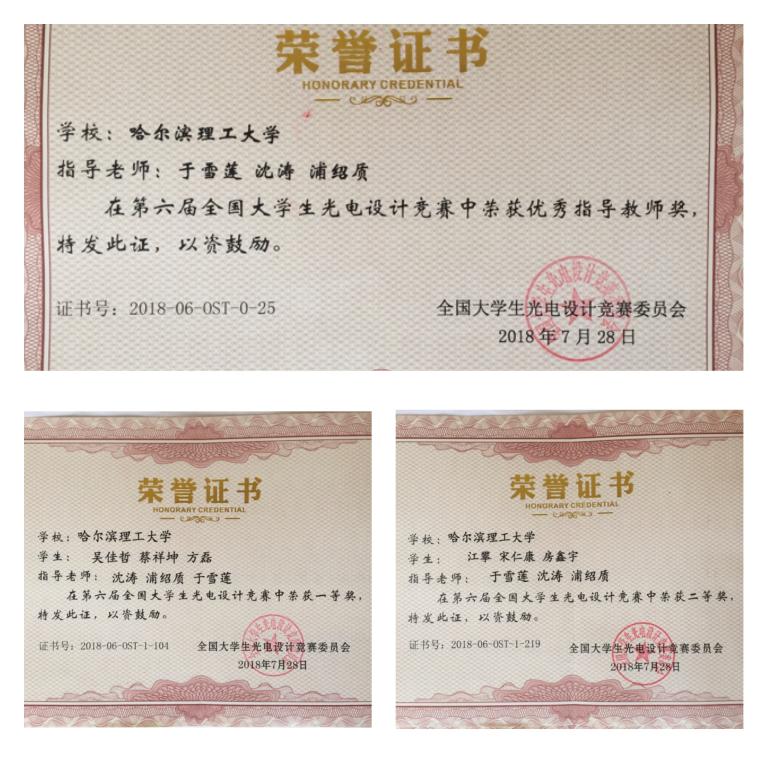 荣誉证书
HONORARY CREDENTIAL
学校：哈尔滨理工大学
指导老师：于雪莲 沈涛 浦绍质
在第六届全国大学生光电设计竞赛中荣获优秀指导教师奖，
特发此证，以资鼓励。
证书号：2018-06-OST-0-25
全国大学生光电设计竞赛委员会
2018年7月28日
荣誉证书
HONORARY CREDENTIAL
学校：哈尔滨理工大学
学生： 吴佳哲 蔡祥坤 方磊
指导老师： 沈涛 浦绍质 于雪莲
在第六届全国大学生光电设计竞赛中荣获一等奖，
特发此证，以资鼓励。
证书号：2018-06-OST-1-104
全国大学生光电设计竞赛委员会
2018年7月28日
荣誉证书
HONORARY CREDENTIAL
学校：哈尔滨理工大学
学生： 江攀 宋仁康 房鑫宇
指导老师： 于雪莲 沈涛 浦绍质
在第六届全国大学生光电设计竞赛中荣获二等奖，
特发此证，以资鼓励。
证书号：2018-06-OST-1-219
全国大学生光电设计竞赛委员会
2018年7月28日